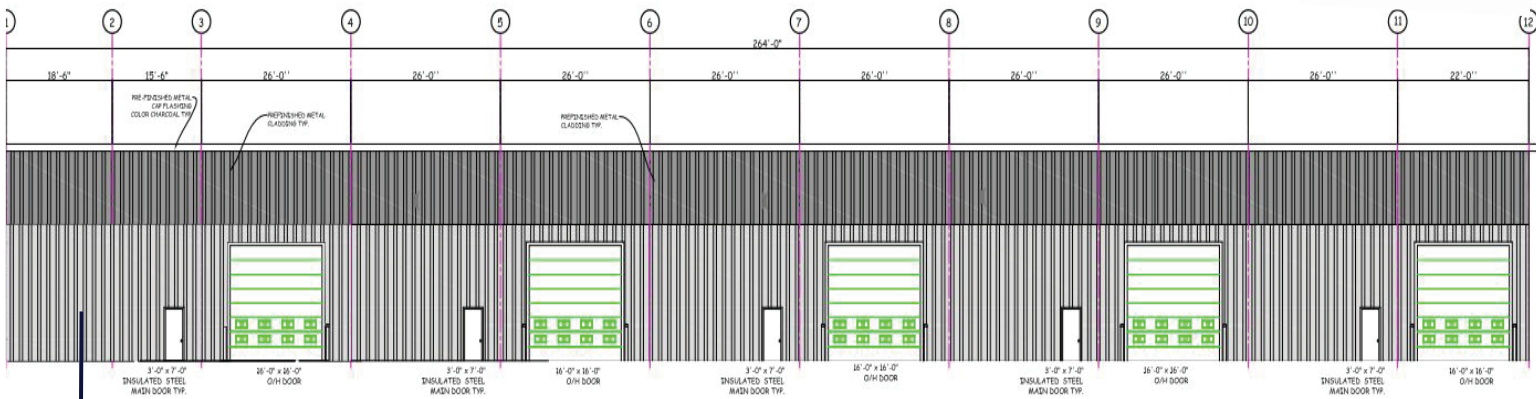 1 2 3 4 5 6 7 8 9 10 11 12
264'-0"
18'-6" 15'-6" 26'-0" 26'-0" 26'-0" 26'-0" 26'-0" 26'-0" 26'-0" 26'-0" 22'-0"
PRE-FINISHED METAL
CAP FLASHING
COLOR CHARCOAL TYP.
PREFINISHED METAL
CLADDING TYP.
PREFINISHED METAL
CLADDING TYP.
3'-0" x 7'-0"
INSULATED STEEL
MAIN DOOR TYP.
16'-0" x 16'-0"
O/H DOOR
3'-0" x 7'-0"
INSULATED STEEL
MAIN DOOR TYP.
16'-0" x 16'-0"
O/H DOOR
3'-0" x 7'-0"
INSULATED STEEL
MAIN DOOR TYP.
16'-0" x 16'-0"
O/H DOOR
3'-0" x 7'-0"
INSULATED STEEL
MAIN DOOR TYP.
16'-0" x 16'-0"
O/H DOOR
3'-0" x 7'-0"
INSULATED STEEL
MAIN DOOR TYP.
16'-0" x 16'-0"
O/H DOOR